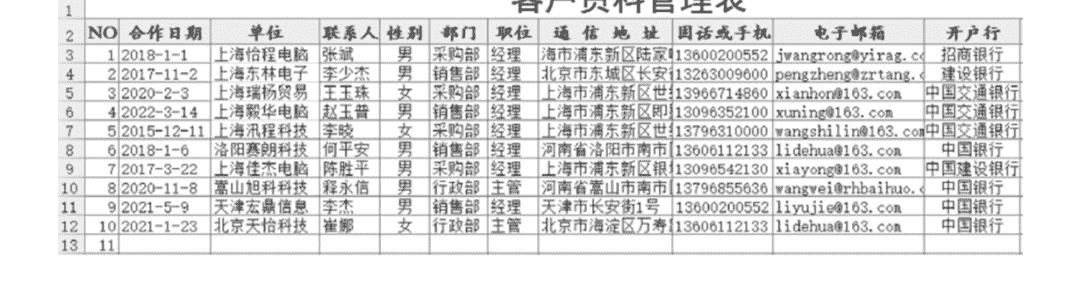 1 客户资料管理表
2 NO 合作日期 单位 联系人 性别 部门 职位 通信地址 固话或手机 电子邮箱 开户行
3 1 2018-1-1 上海怡程电脑 张斌 男 采购部 经理 海市浦东新区陆家 13600200552 jwangrong@yirag.co 招商银行
4 2 2017-11-2 上海东林电子 李少杰 男 销售部 经理 北京市东城区长安 13263009600 pengzheng@zrtang. 建设银行
5 3 2020-2-3 上海瑞杨贸易 王玉珠 女 采购部 经理 上海市浦东新区世 13966714860 xianhon@163.com 中国交通银行
6 4 2022-3-14 上海毅华电脑 赵玉普 男 销售部 经理 上海市浦东新区即 13096352100 xuning@163.com 中国交通银行
7 5 2015-12-11 上海汛程科技 李晓 女 采购部 经理 上海市浦东新区世 13796310000 wangshilin@163.com 中国交通银行
8 6 2018-1-6 洛阳赛朗科技 何平安 男 销售部 经理 河南省洛阳市南市 13606112133 lidehua@163.com 中国银行
9 7 2017-3-22 上海佳杰电脑 陈胜平 男 采购部 经理 上海市浦东新区银 13096542130 xiayong@163.com 中国建设银行
10 8 2020-11-8 嵩山旭科科技 释永信 男 行政部 主管 河南省嵩山市南市 13796855636 wangwei@rhbaihuo. 中国银行
11 9 2021-5-9 天津宏鼎信息 李杰 男 销售部 经理 天津市长安街1号 13600200552 liyujie@163.com 中国银行
12 10 2021-1-23 北京天怡科技 崔娜 女 行政部 主管 北京市海淀区万寿 13606112133 lidehua@163.com 中国银行
13 11